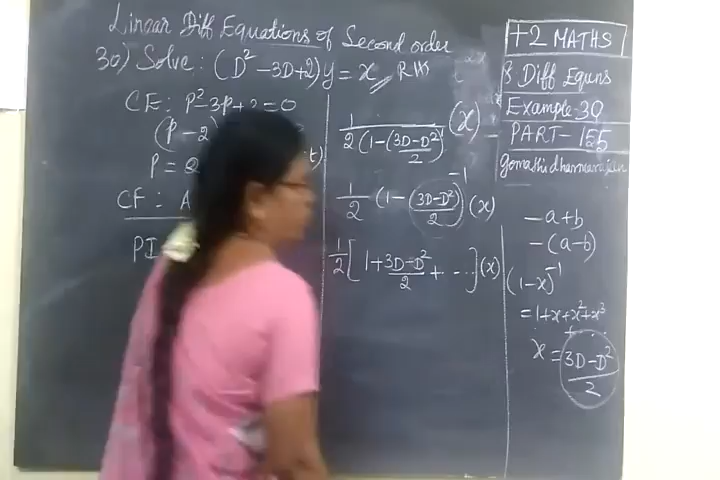 Linear Diff Equations of Second order
30) Solve: (D² – 3D+2)y = x RHS
CE: P²–3P+2=0
(P–2)
P =
CF: A
PI
1 / 2(1–(3D–D²)/2) (x)
1/2 (1 – (3D–D²)/2)⁻¹ (x)
1/2 [1+ (3D–D²)/2 + ....] (x)
+2 MATHS
8 Diff Equns
Example-30
PART-155
–a+b
–(a–b)
(1–x)⁻¹
= 1+x+x²+x³
+ ...
x = (3D–D²)/2